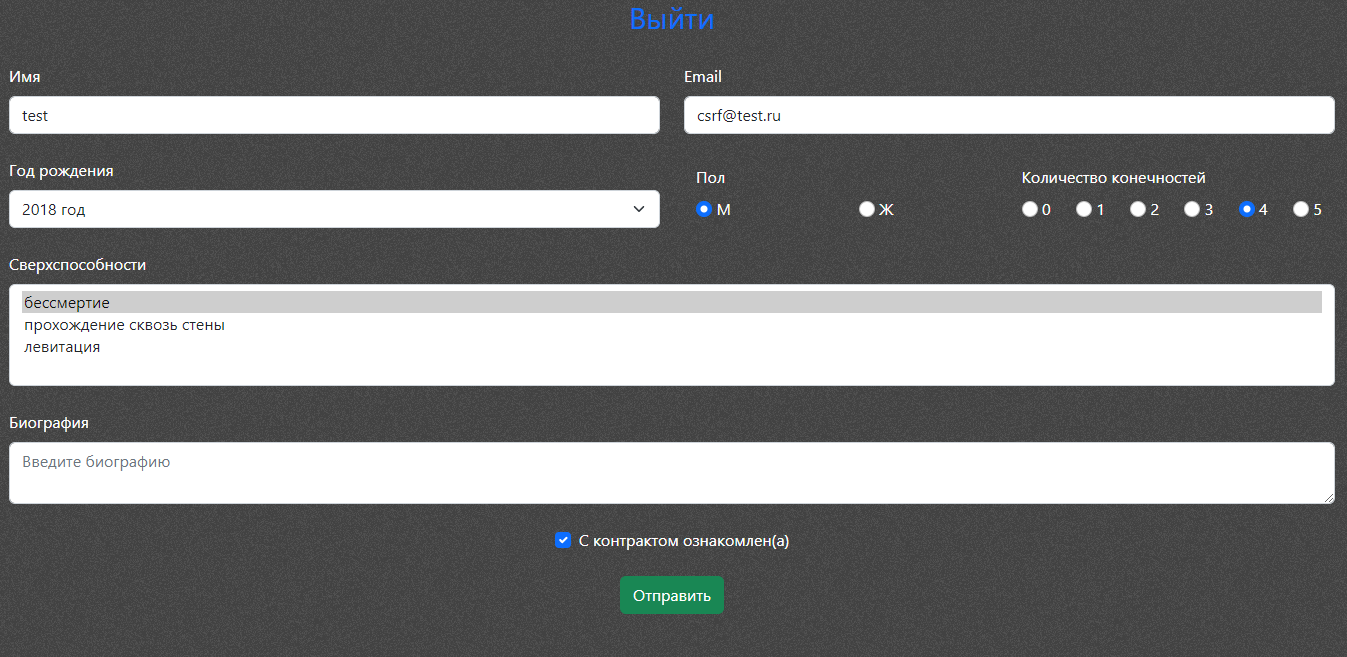 Выйти
Имя
Email
test
csrf@test.ru
Год рождения
Пол
Количество конечностей
2018 год
М Ж
0 1 2 3 4 5
Сверхспособности
бессмертие
прохождение сквозь стены
левитация
Биография
Введите биографию
С контрактом ознакомлен(а)
Отправить